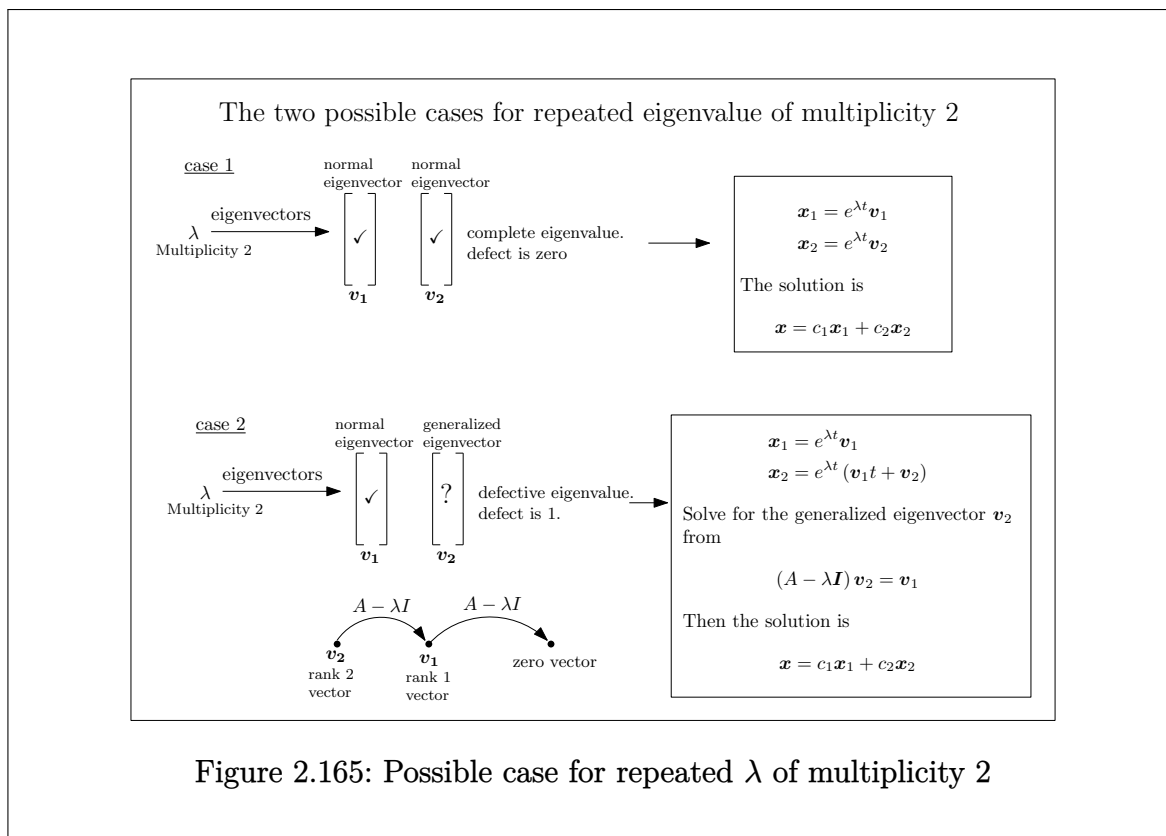 The two possible cases for repeated eigenvalue of multiplicity 2
case 1
normal eigenvector
normal eigenvector
λ
Multiplicity 2
eigenvectors
✓
✓
v₁
v₂
complete eigenvalue.
defect is zero
x₁ = e^{λt}v₁
x₂ = e^{λt}v₂
The solution is
x = c₁x₁ + c₂x₂
case 2
normal eigenvector
generalized eigenvector
λ
Multiplicity 2
eigenvectors
✓
?
v₁
v₂
defective eigenvalue.
defect is 1.
x₁ = e^{λt}v₁
x₂ = e^{λt} (v₁t + v₂)
Solve for the generalized eigenvector v₂
from
(A − λI) v₂ = v₁
Then the solution is
x = c₁x₁ + c₂x₂
A − λI
A − λI
v₂
rank 2
vector
v₁
rank 1
vector
zero vector
Figure 2.165: Possible case for repeated λ of multiplicity 2